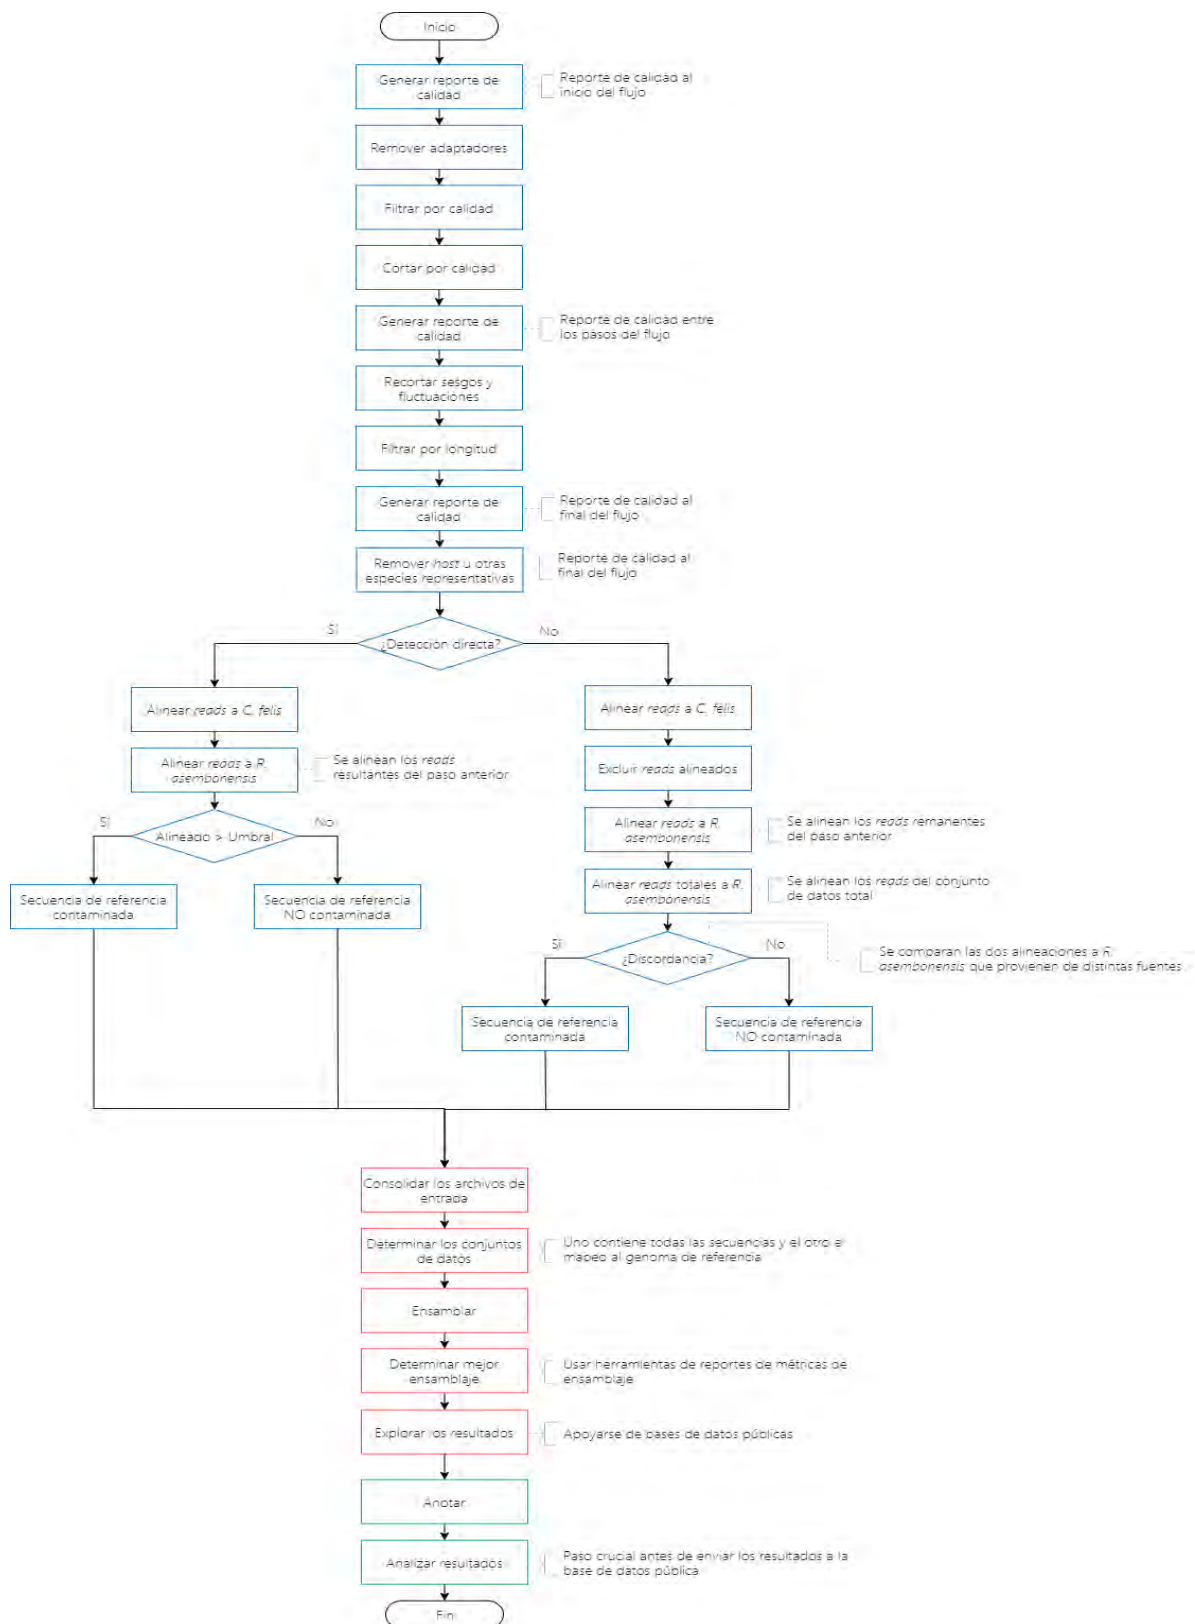 Inicio
Generar reporte de
calidad
Reporte de calidad al
inicio del flujo
Remover adaptadores
Filtrar por calidad
Cortar por calidad
Generar reporte de
calidad
Reporte de calidad entre
los pasos del flujo
Recortar sesgos y
fluctuaciones
Filtrar por longitud
Generar reporte de
calidad
Reporte de calidad al
final del flujo
Remover host u otras
especies representativas
Reporte de calidad al
final del flujo
¿Detección directa?
Sí
No
Alinear reads a C. felis
Alinear reads a R.
asembonensis
Se alinean los reads
resultantes del paso anterior
Alineado > Umbral
Sí
No
Secuencia de referencia
contaminada
Secuencia de referencia
NO contaminada
Alinear reads a C. felis
Excluir reads alineados
Alinear reads a R.
asembonensis
Se alinean los reads remanentes
del paso anterior
Alinear reads totales a R.
asembonensis
Se alinean los reads del conjunto
de datos total
¿Discordancia?
Sí
No
Se comparan las dos alineaciones a R.
asembonensis que provienen de distintas fuentes
Secuencia de referencia
contaminada
Secuencia de referencia
NO contaminada
Consolidar los archivos de
entrada
Determinar los conjuntos
de datos
Uno contiene todas las secuencias y el otro el
mapeo al genoma de referencia
Ensamblar
Determinar mejor
ensamblaje
Usar herramientas de reportes de métricas de
ensamblaje
Explorar los resultados
Apoyarse de bases de datos públicas
Anotar
Analizar resultados
Paso crucial antes de enviar los resultados a la
base de datos pública
Fin